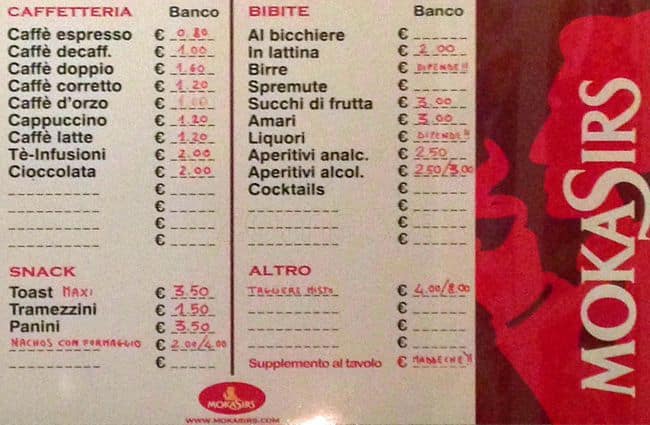 CAFFETTERIA Banco
Caffè espresso € 0.80
Caffè decaff. € 1.00
Caffè doppio € 1.60
Caffè corretto € 1.20
Caffè d'orzo € 1.00
Cappuccino € 1.20
Caffè latte € 1.20
Tè-Infusioni € 2.00
Cioccolata € 2.00
€
€
€
€
SNACK
Toast MAXI € 3.50
Tramezzini € 1.50
Panini € 3.50
NACHOS CON FORMAGGIO € 2.00/4.00
€
BIBITE Banco
Al bicchiere €
In lattina € 2.00
Birre € DIPENDE!!
Spremute €
Succhi di frutta € 3.00
Amari € 3.00
Liquori € DIPENDE!!
Aperitivi analc. € 2.50
Aperitivi alcol. € 2.50/3.00
Cocktails €
€
€
€
ALTRO
TAGLIERE MISTO € 4.00/8.00
€
€
€
Supplemento al tavolo € MADDECHE!!
MOKASIRS
WWW.MOKASIRS.COM
MOKASIRS